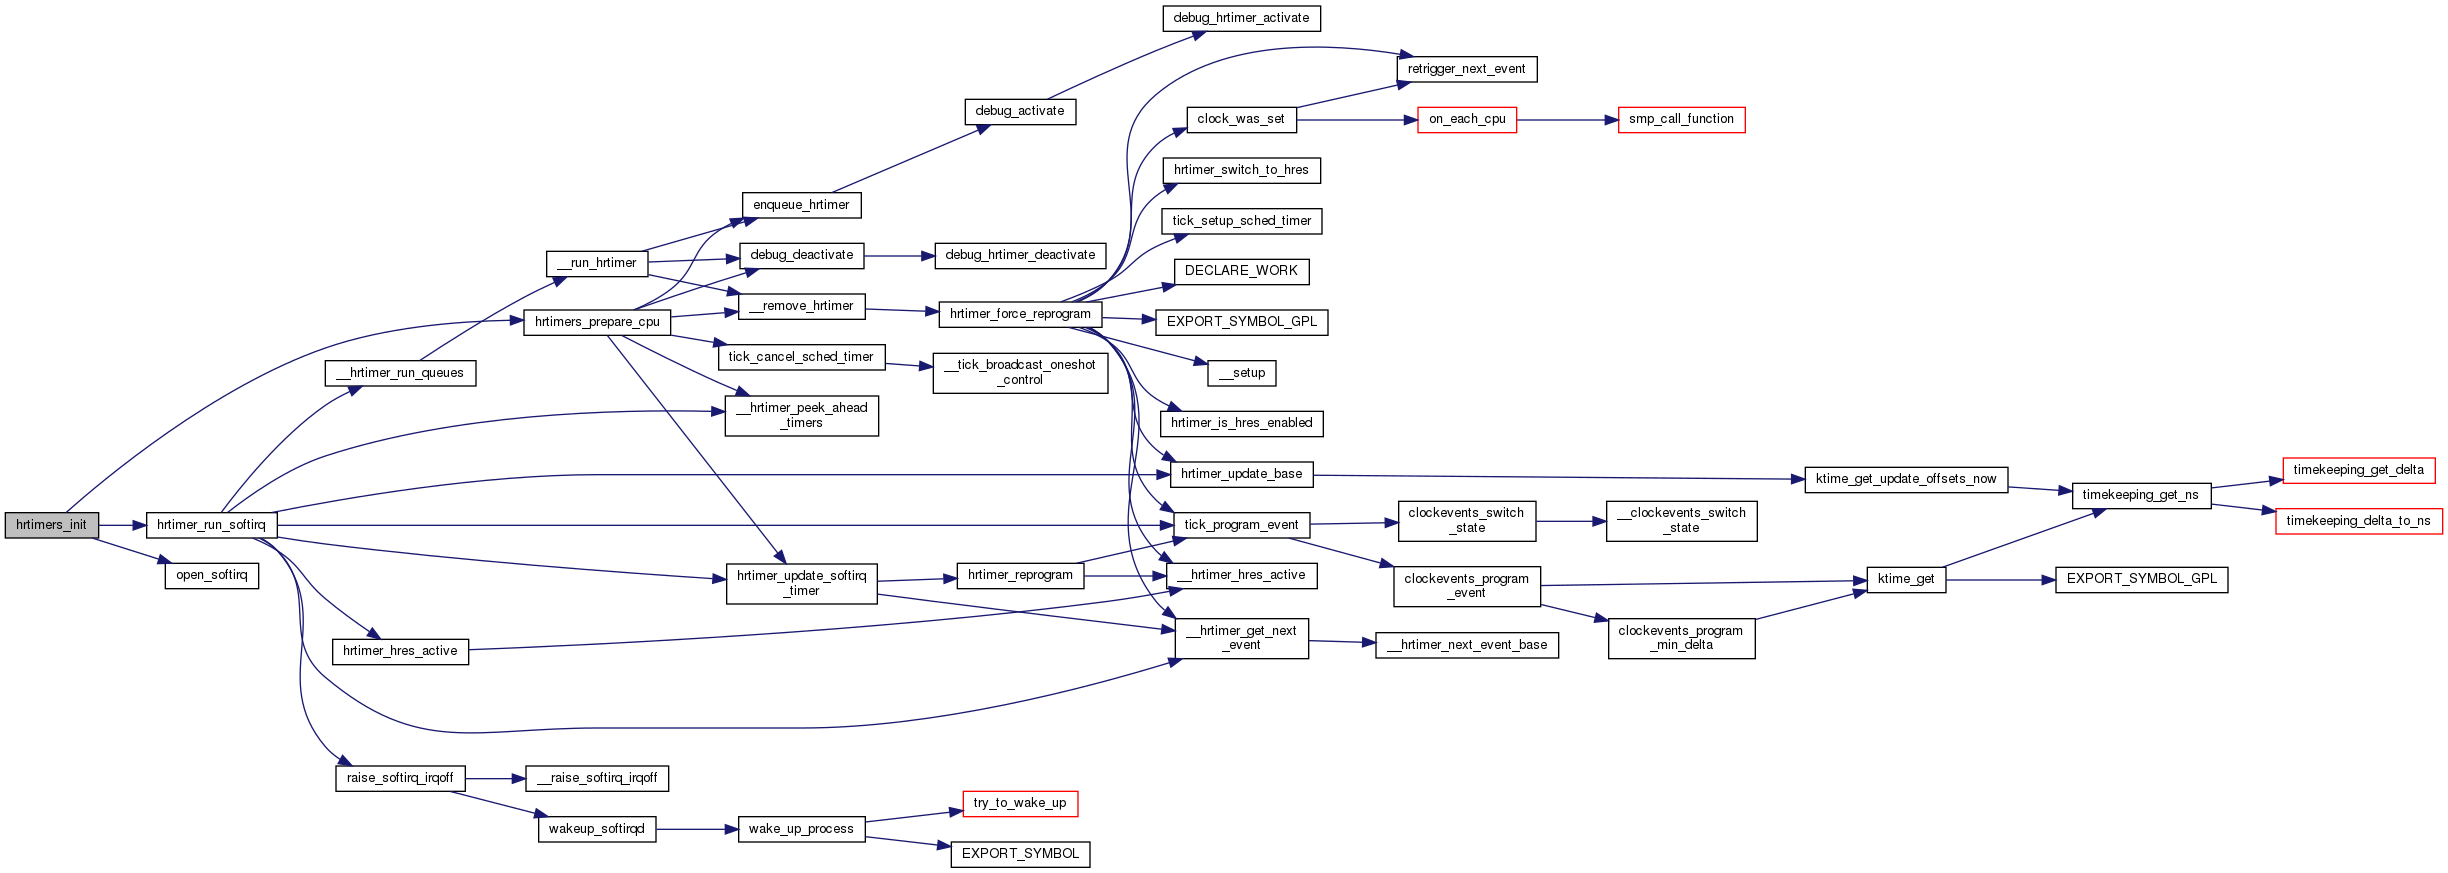 debug_hrtimer_activate
retrigger_next_event
debug_activate
clock_was_set
on_each_cpu
smp_call_function
hrtimer_switch_to_hres
enqueue_hrtimer
tick_setup_sched_timer
__run_hrtimer
debug_deactivate
debug_hrtimer_deactivate
DECLARE_WORK
__remove_hrtimer
hrtimer_force_reprogram
hrtimers_prepare_cpu
EXPORT_SYMBOL_GPL
tick_cancel_sched_timer
__tick_broadcast_oneshot
_control
__setup
__hrtimer_run_queues
__hrtimer_peek_ahead
_timers
hrtimer_is_hres_enabled
hrtimer_update_base
ktime_get_update_offsets_now
timekeeping_get_delta
timekeeping_get_ns
hrtimers_init
hrtimer_run_softirq
tick_program_event
clockevents_switch
_state
__clockevents_switch
_state
timekeeping_delta_to_ns
open_softirq
hrtimer_update_softirq
_timer
hrtimer_reprogram
__hrtimer_hres_active
clockevents_program
_event
ktime_get
EXPORT_SYMBOL_GPL
hrtimer_hres_active
__hrtimer_get_next
_event
__hrtimer_next_event_base
clockevents_program
_min_delta
raise_softirq_irqoff
__raise_softirq_irqoff
try_to_wake_up
wakeup_softirqd
wake_up_process
EXPORT_SYMBOL